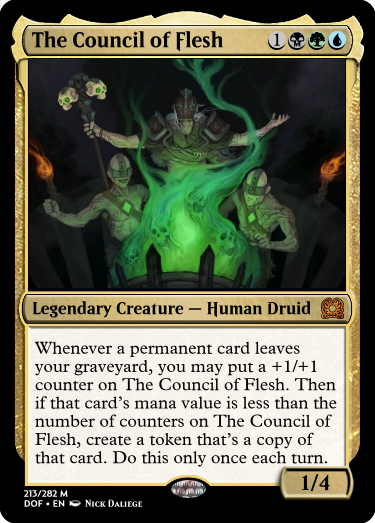 The Council of Flesh 1
Legendary Creature — Human Druid
Whenever a permanent card leaves
your graveyard, you may put a +1/+1
counter on The Council of Flesh. Then
if that card's mana value is less than the
number of counters on The Council of
Flesh, create a token that's a copy of
that card. Do this only once each turn.
1/4
213/282 M
DOF • EN Nick Daliege